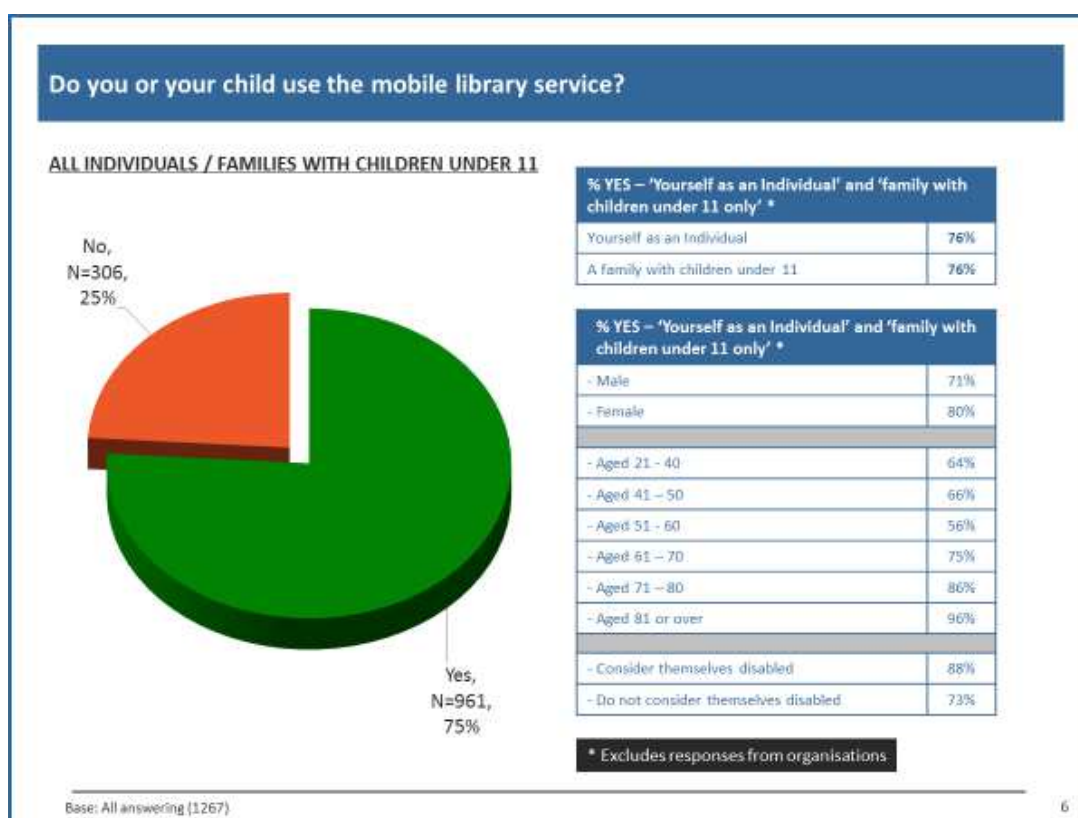 Do you or your child use the mobile library service?
ALL INDIVIDUALS / FAMILIES WITH CHILDREN UNDER 11
No,
N=306,
25%
Yes,
N=961,
75%
% YES – ‘Yourself as an Individual’ and ‘family with
children under 11 only’ *
Yourself as an Individual 76%
A family with children under 11 76%
% YES – ‘Yourself as an Individual’ and ‘family with
children under 11 only’ *
- Male 71%
- Female 80%
- Aged 21 - 40 64%
- Aged 41 – 50 66%
- Aged 51 - 60 56%
- Aged 61 – 70 75%
- Aged 71 – 80 86%
- Aged 81 or over 96%
- Consider themselves disabled 88%
- Do not consider themselves disabled 73%
* Excludes responses from organisations
Base: All answering (1267)
6